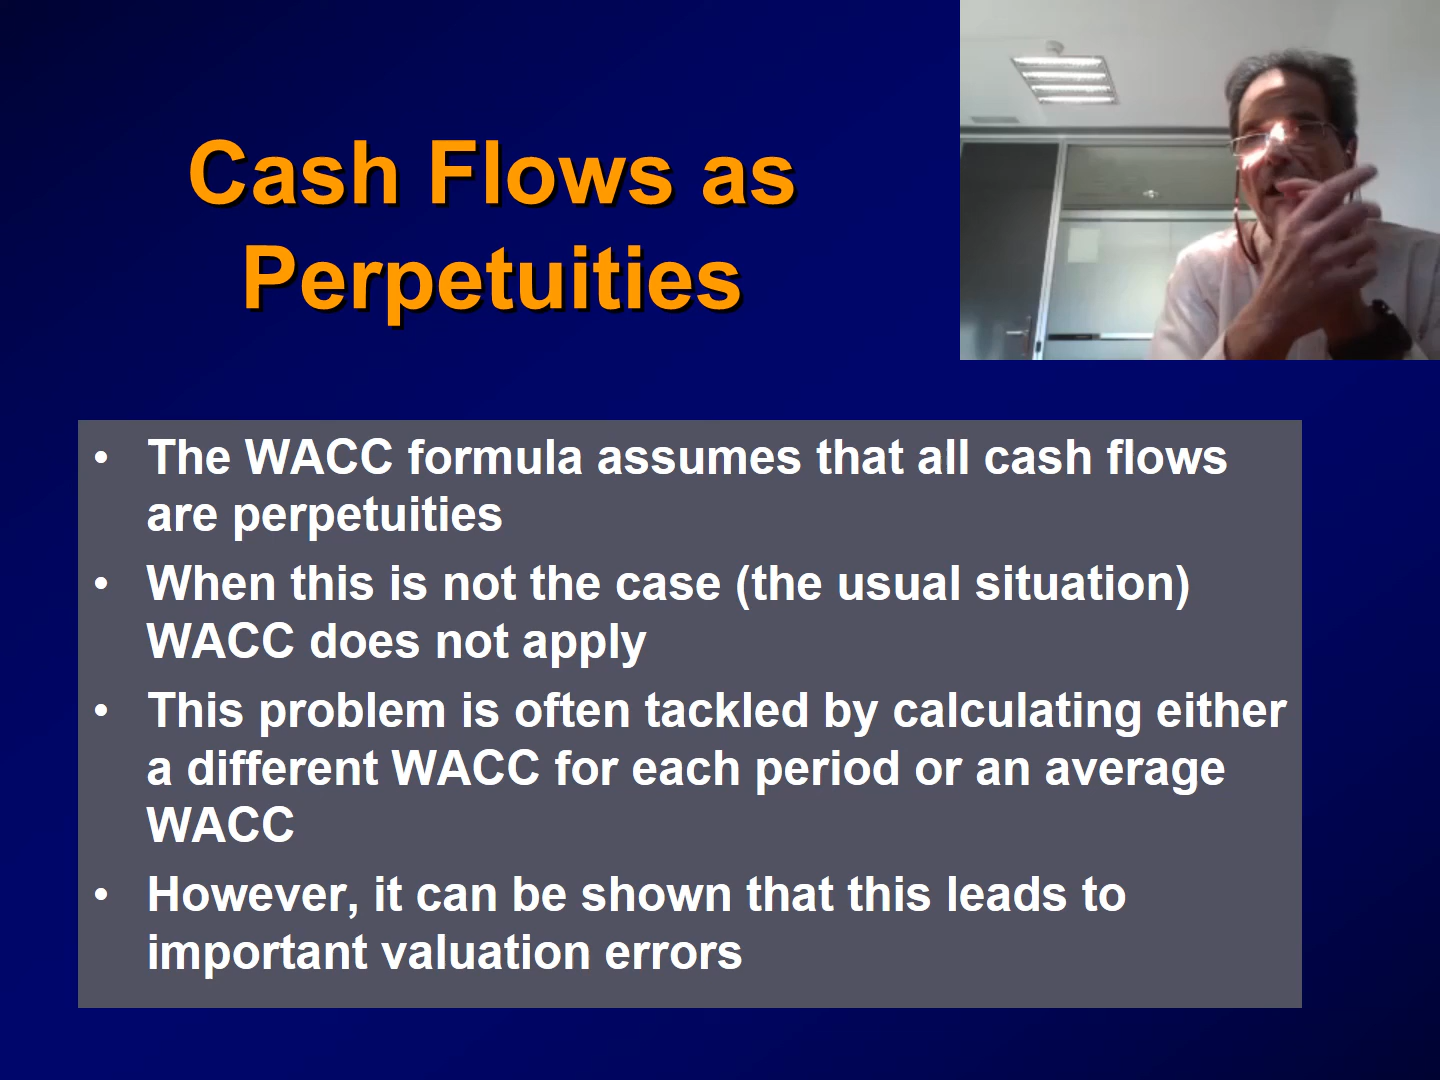 Cash Flows as
Perpetuities
• The WACC formula assumes that all cash flows
are perpetuities
• When this is not the case (the usual situation)
WACC does not apply
• This problem is often tackled by calculating either
a different WACC for each period or an average
WACC
• However, it can be shown that this leads to
important valuation errors